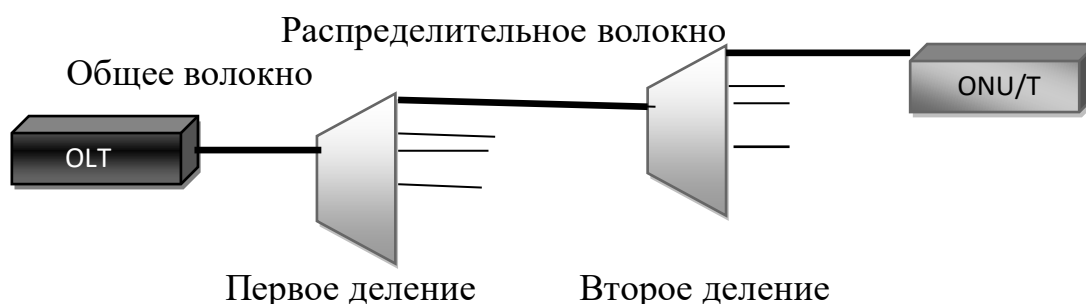 Распределительное волокно
Общее волокно
ONU/T
OLT
Первое деление
Второе деление